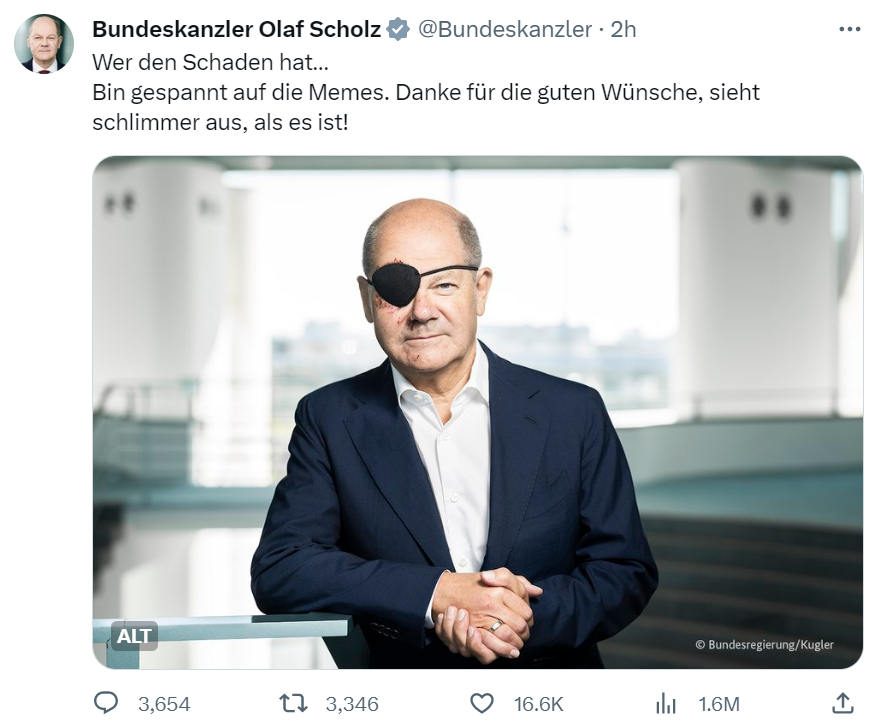 Bundeskanzler Olaf Scholz @Bundeskanzler · 2h
Wer den Schaden hat...
Bin gespannt auf die Memes. Danke für die guten Wünsche, sieht
schlimmer aus, als es ist!
ALT
© Bundesregierung/Kugler
3,654 3,346 16.6K 1.6M